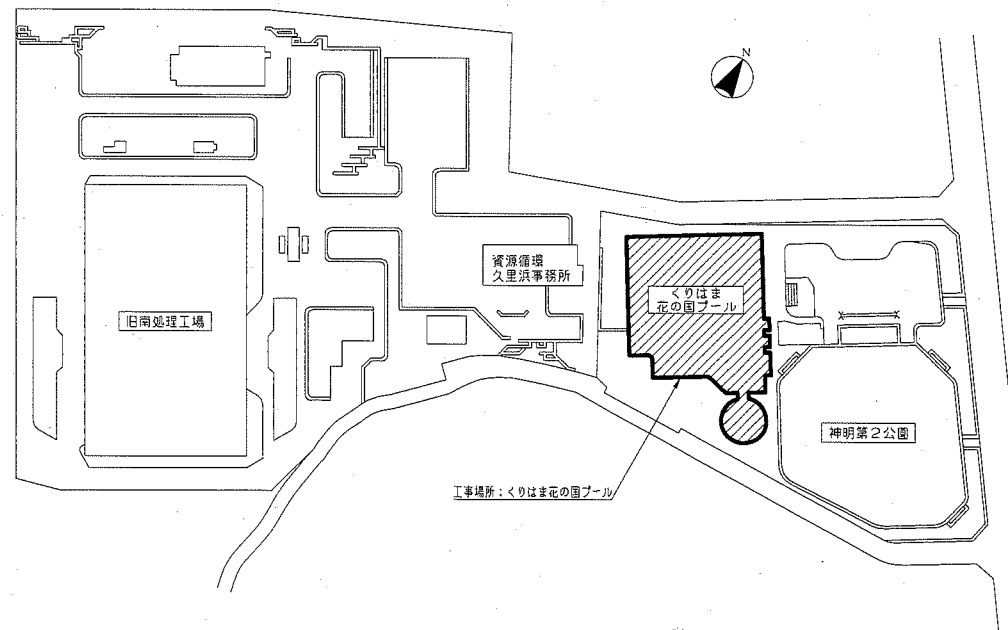 N
資源循環
久里浜事務所
くりはま
花の国プール
旧南処理工場
神明第2公園
工事場所：くりはま花の国プール